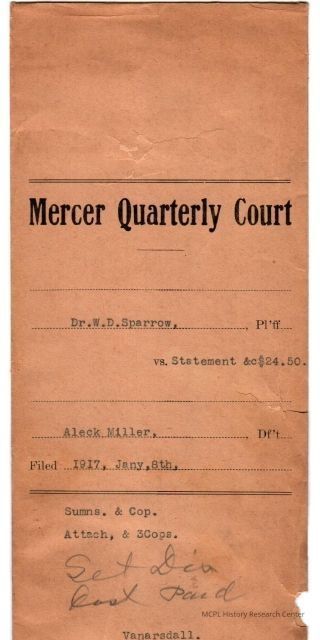 Mercer Quarterly Court
Dr.W.D.Sparrow, Pl'ff
vs. Statement &c$24.50.
Aleck Miller, Df't.
Filed 1917, Jany,8th,
Sumns. & Cop.
Attach, & 3Cops.
Set Dis
Cost Paid
MCPL History Research Center
Vanarsdall.